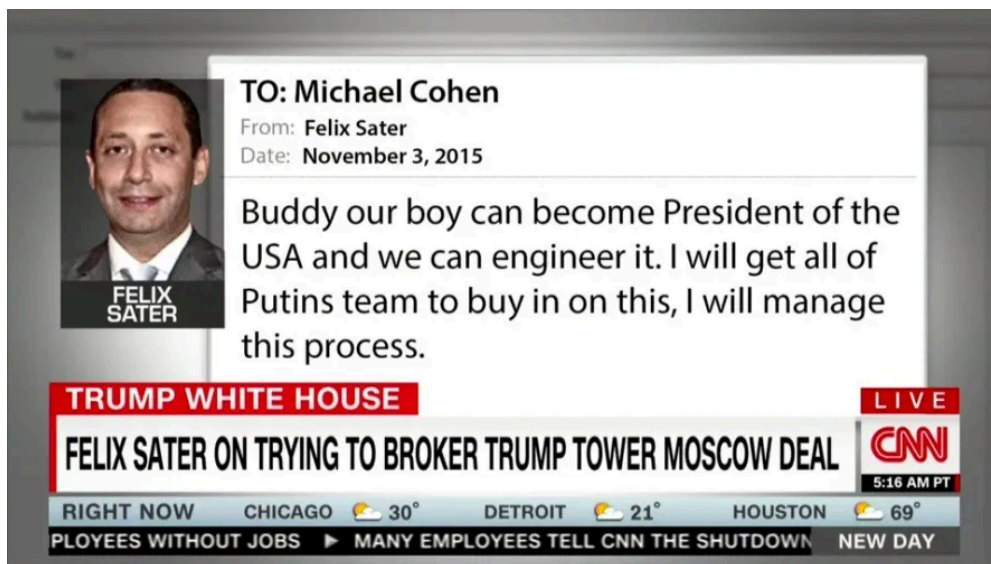 TO: Michael Cohen
From: Felix Sater
Date: November 3, 2015
Buddy our boy can become President of the
USA and we can engineer it. I will get all of
Putins team to buy in on this, I will manage
this process.
FELIX
SATER
TRUMP WHITE HOUSE
LIVE
FELIX SATER ON TRYING TO BROKER TRUMP TOWER MOSCOW DEAL
CNN
5:16 AM PT
RIGHT NOW CHICAGO 30° DETROIT 21° HOUSTON 69°
PLOYEES WITHOUT JOBS ▶ MANY EMPLOYEES TELL CNN THE SHUTDOWN NEW DAY